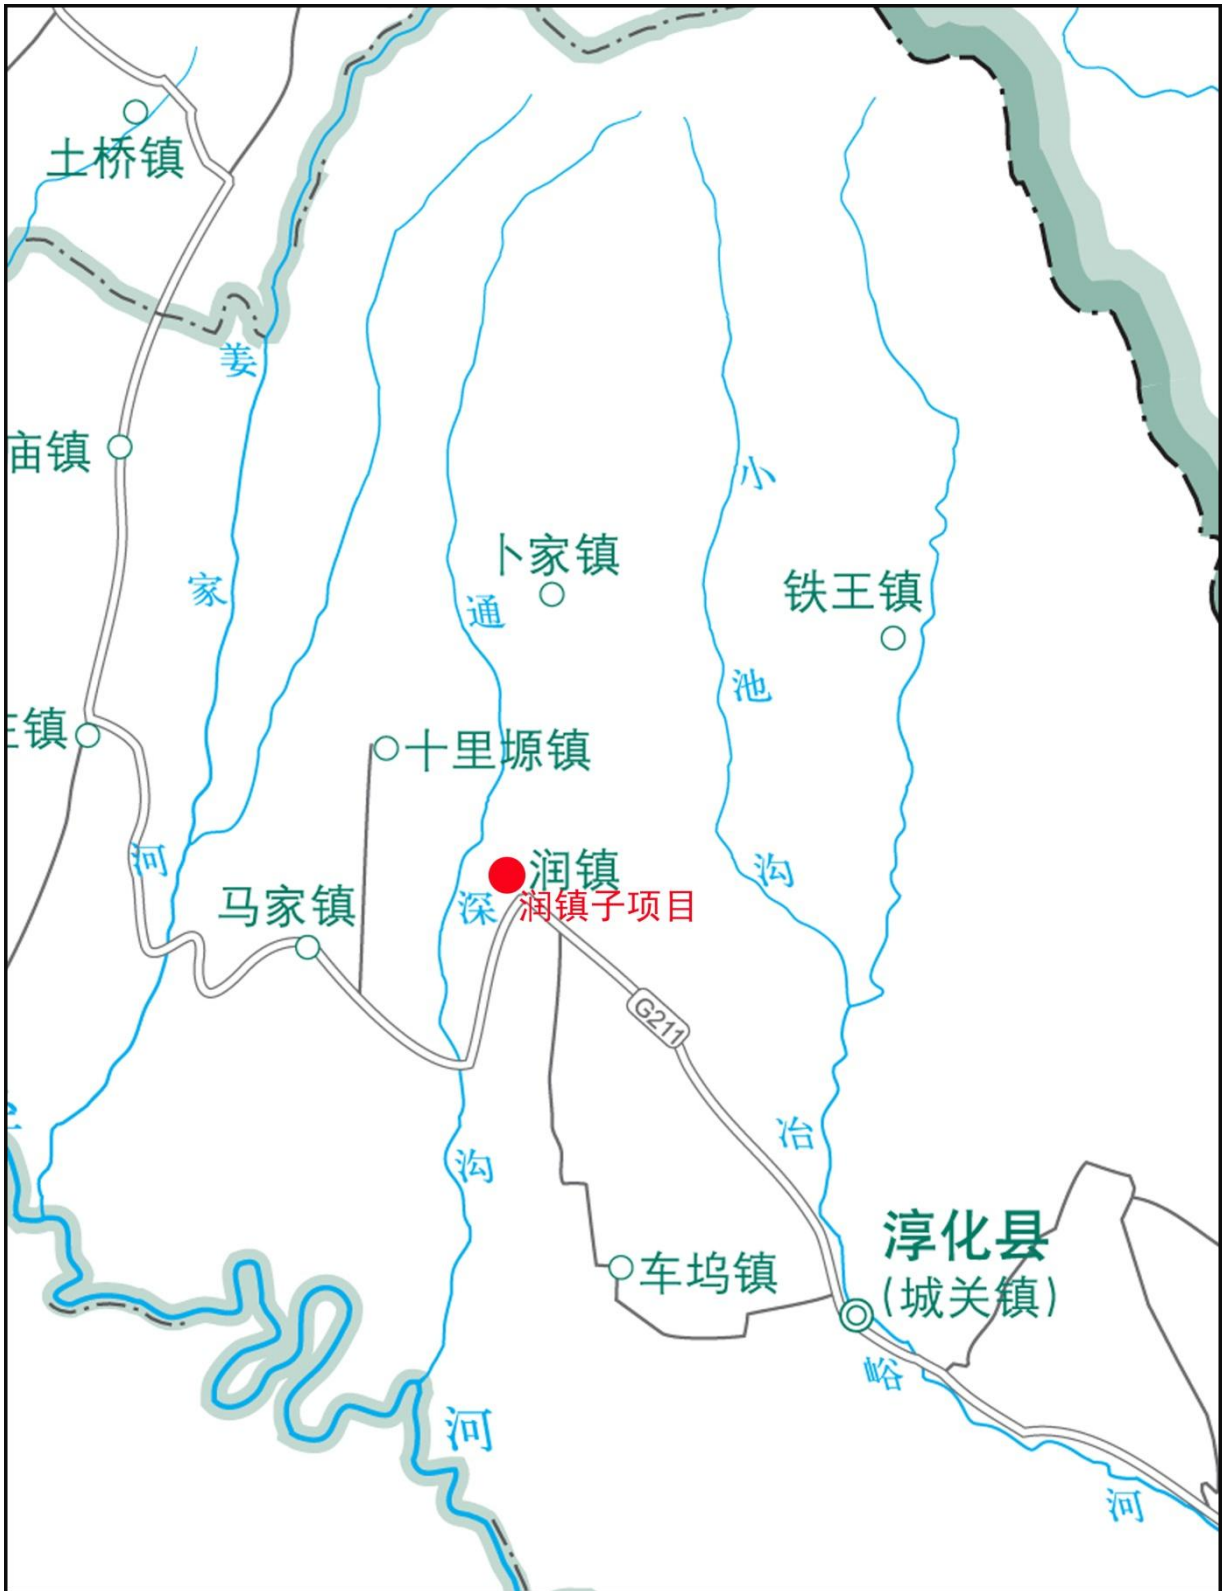 土桥镇
姜
庙镇
小
卜家镇
家
通
铁王镇
池
庄镇
十里塬镇
河
沟
润镇
马家镇
深
润镇子项目
G211
冶
沟
淳化县
车坞镇
(城关镇)
峪
河
河